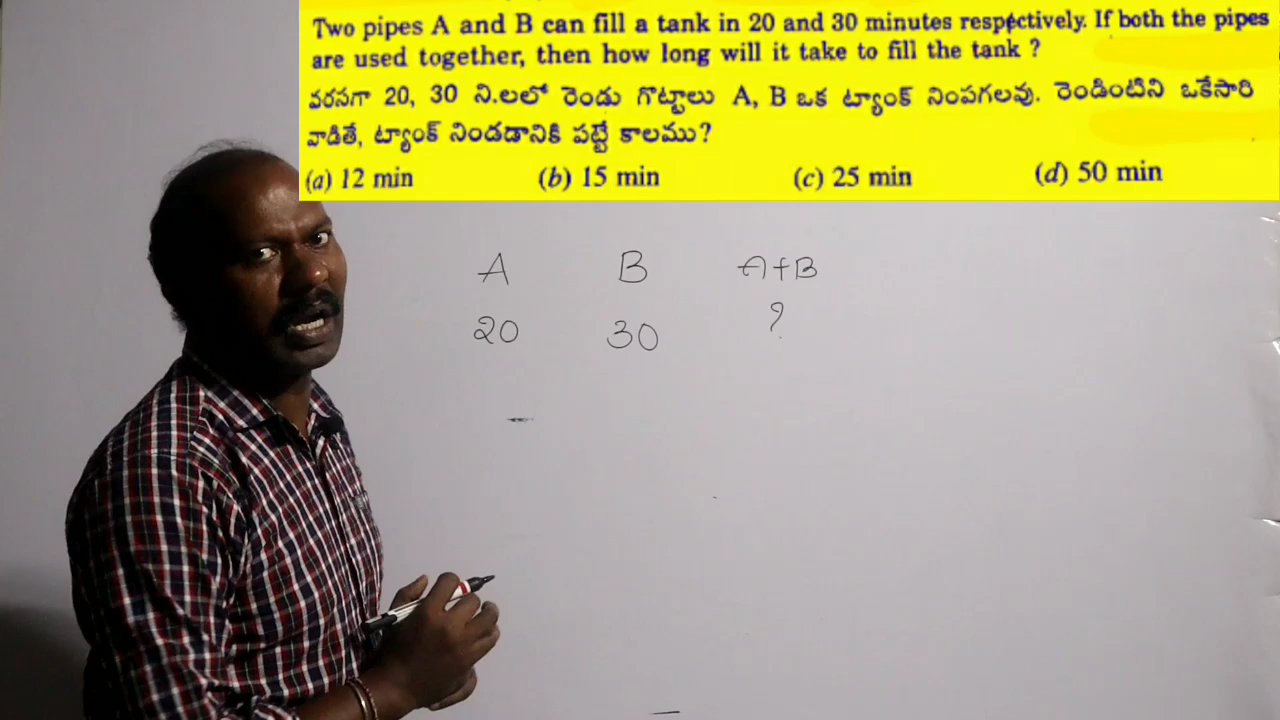 Two pipes A and B can fill a tank in 20 and 30 minutes respectively. If both the pipes
are used together, then how long will it take to fill the tank ?
వరసగా 20, 30 ని.లలో రెండు గొట్టాలు A, B ఒక ట్యాంక్ నింపగలవు. రెండింటిని ఒకేసారి
వాడితే, ట్యాంక్ నిండడానికి పట్టే కాలము?
(a) 12 min (b) 15 min (c) 25 min (d) 50 min
A B A+B
20 30 ?